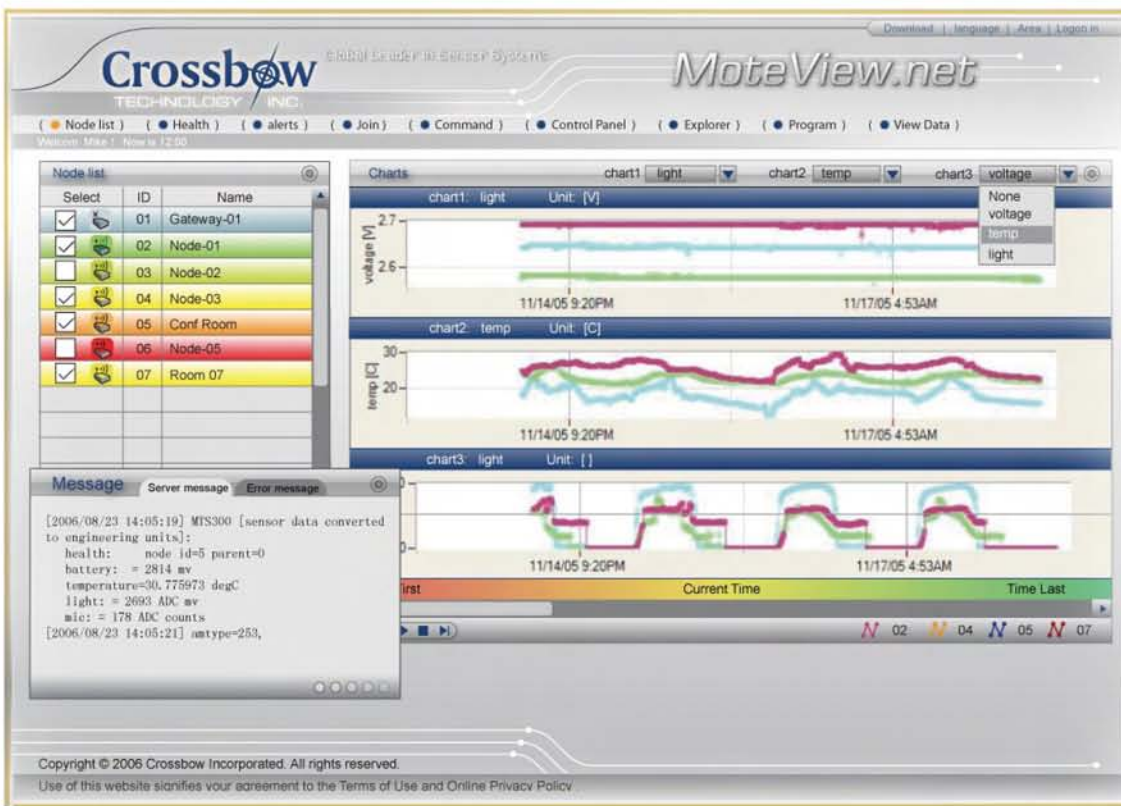 Download | language | Area | Logon in
Crossbow
TECHNOLOGY INC.
Global Leader in Sensor Systems
MoteView.net
( Node list ) ( Health ) ( alerts ) ( Join ) ( Command ) ( Control Panel ) ( Explorer ) ( Program ) ( View Data )
Welcom Mike ! Now is 12:00
Node list
Select ID Name
01 Gateway-01
02 Node-01
03 Node-02
04 Node-03
05 Conf Room
06 Node-05
07 Room 07
Charts chart1 light chart2 temp chart3 voltage
None
voltage
temp
light
chart1: light Unit: [V]
voltage [V]
2.7
2.6
11/14/05 9:20PM 11/17/05 4:53AM
chart2: temp Unit: [C]
temp [C]
30
20
11/14/05 9:20PM 11/17/05 4:53AM
chart3: light Unit: [ ]
0
0
11/14/05 9:20PM 11/17/05 4:53AM
irst Current Time Time Last
N 02 N 04 N 05 N 07
Message Server message Error message
[2006/08/23 14:05:19] MTS300 [sensor data converted
to engineering units]:
health: node id=5 parent=0
battery: = 2814 mv
temperature=30.775973 degC
light: = 2693 ADC mv
mic: = 178 ADC counts
[2006/08/23 14:05:21] amtype=253,
Copyright © 2006 Crossbow Incorporated. All rights reserved.
Use of this website signifies your agreement to the Terms of Use and Online Privacy Policy .